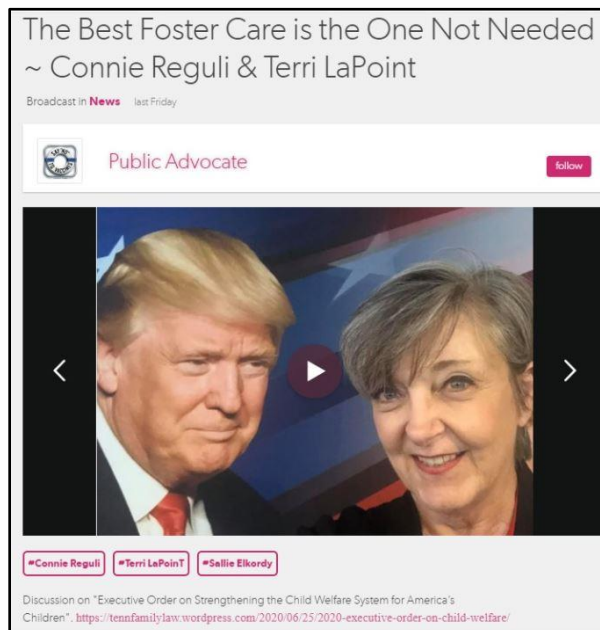 The Best Foster Care is the One Not Needed
~ Connie Reguli & Terri LaPoint
Broadcast in News last Friday
Public Advocate
follow
#Connie Reguli #Terri LaPoinT #Sallie Elkordy
Discussion on "Executive Order on Strengthening the Child Welfare System for America's
Children". https://tennfamilylaw.wordpress.com/2020/06/25/2020-executive-order-on-child-welfare/